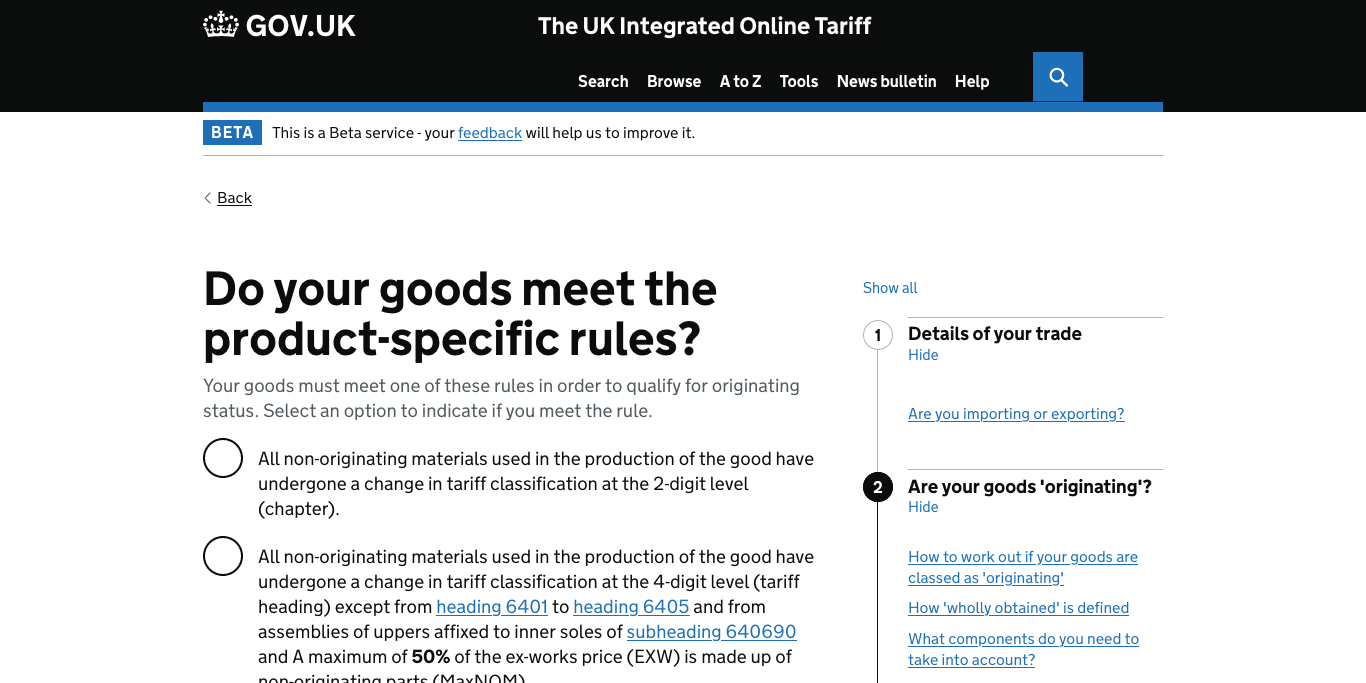 GOV.UK
The UK Integrated Online Tariff
Search Browse A to Z Tools News bulletin Help
BETA This is a Beta service - your feedback will help us to improve it.
Back
Do your goods meet the
product-specific rules?
Your goods must meet one of these rules in order to qualify for originating
status. Select an option to indicate if you meet the rule.
All non-originating materials used in the production of the good have
undergone a change in tariff classification at the 2-digit level
(chapter).
All non-originating materials used in the production of the good have
undergone a change in tariff classification at the 4-digit level (tariff
heading) except from heading 6401 to heading 6405 and from
assemblies of uppers affixed to inner soles of subheading 640690
and A maximum of 50% of the ex-works price (EXW) is made up of
non-originating parts (MaxNOM).
Show all
1 Details of your trade
Hide
Are you importing or exporting?
2 Are your goods 'originating'?
Hide
How to work out if your goods are
classed as 'originating'
How 'wholly obtained' is defined
What components do you need to
take into account?